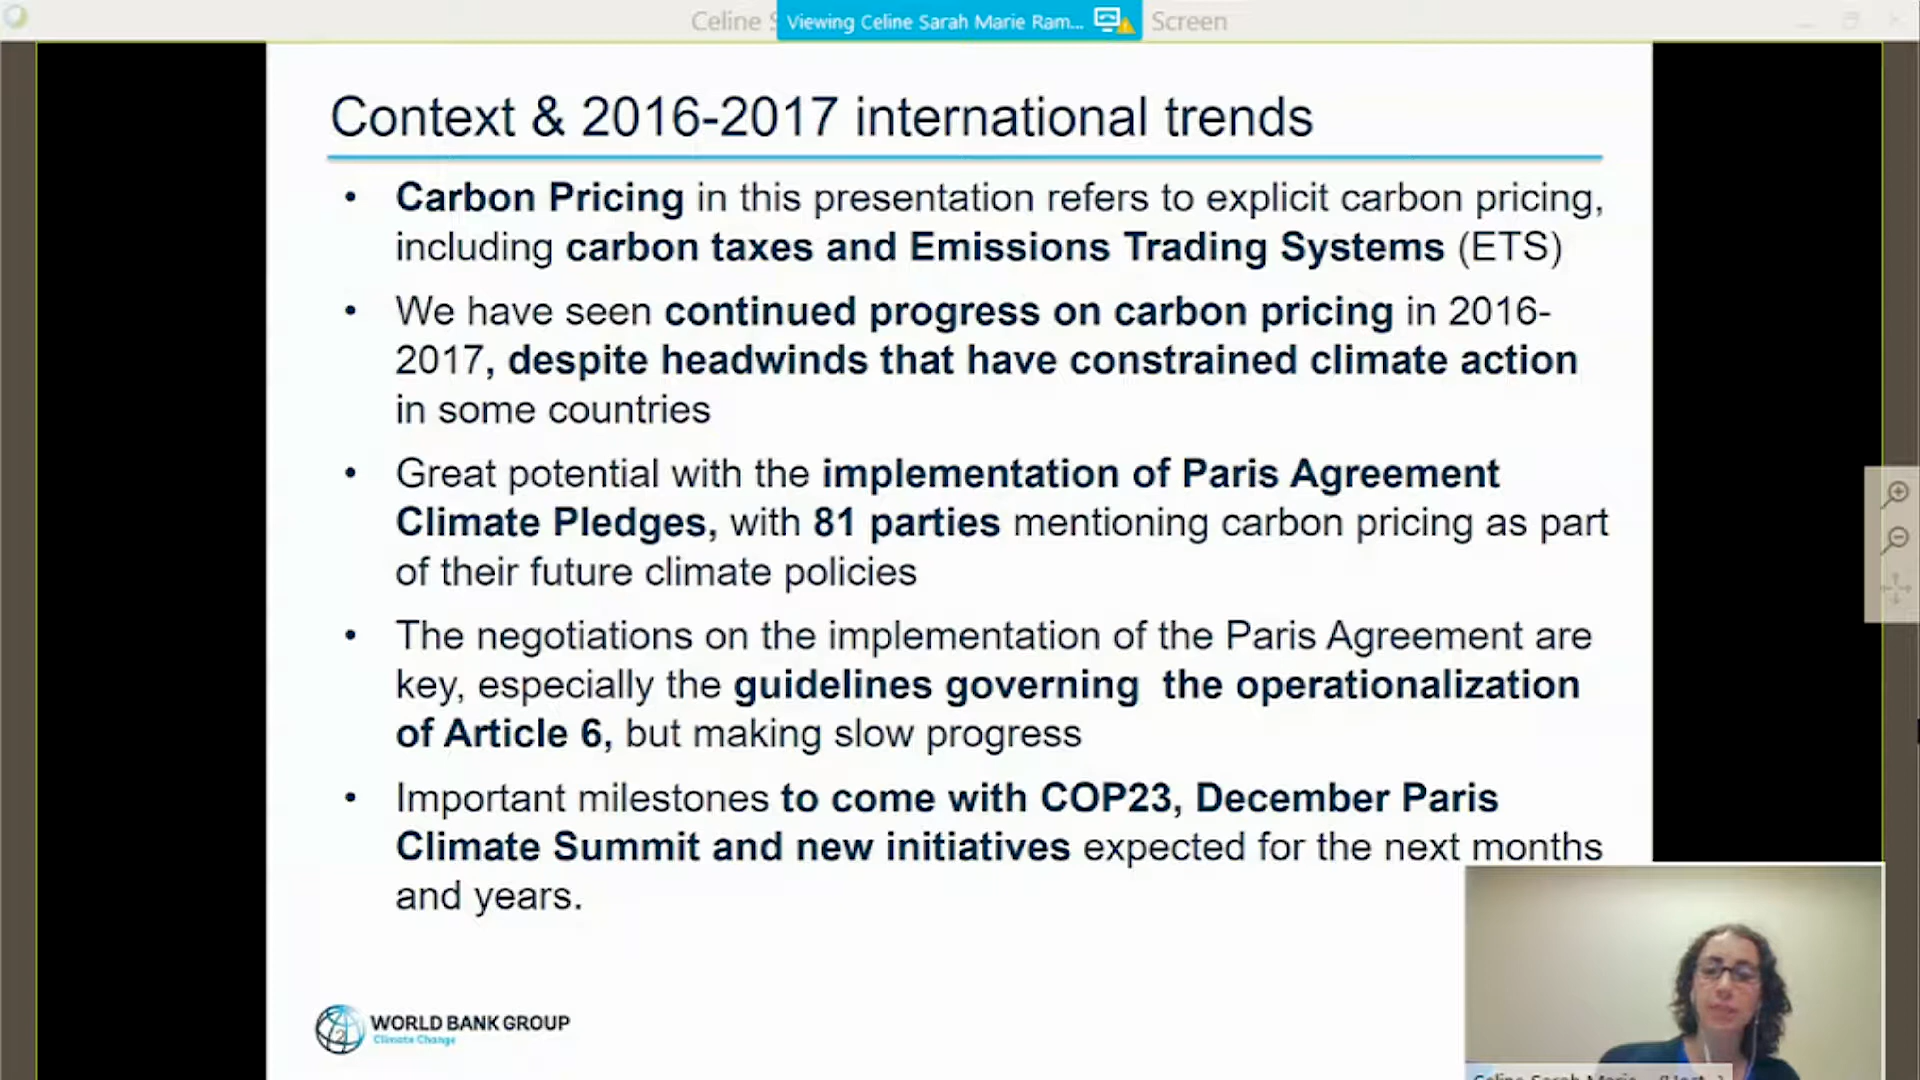 Celine S
Viewing Celine Sarah Marie Ram...
Screen
Context & 2016-2017 international trends
• Carbon Pricing in this presentation refers to explicit carbon pricing,
including carbon taxes and Emissions Trading Systems (ETS)
• We have seen continued progress on carbon pricing in 2016-
2017, despite headwinds that have constrained climate action
in some countries
• Great potential with the implementation of Paris Agreement
Climate Pledges, with 81 parties mentioning carbon pricing as part
of their future climate policies
• The negotiations on the implementation of the Paris Agreement are
key, especially the guidelines governing the operationalization
of Article 6, but making slow progress
• Important milestones to come with COP23, December Paris
Climate Summit and new initiatives expected for the next months
and years.
2
WORLD BANK GROUP
Climate Change
Celine Sarah Marie